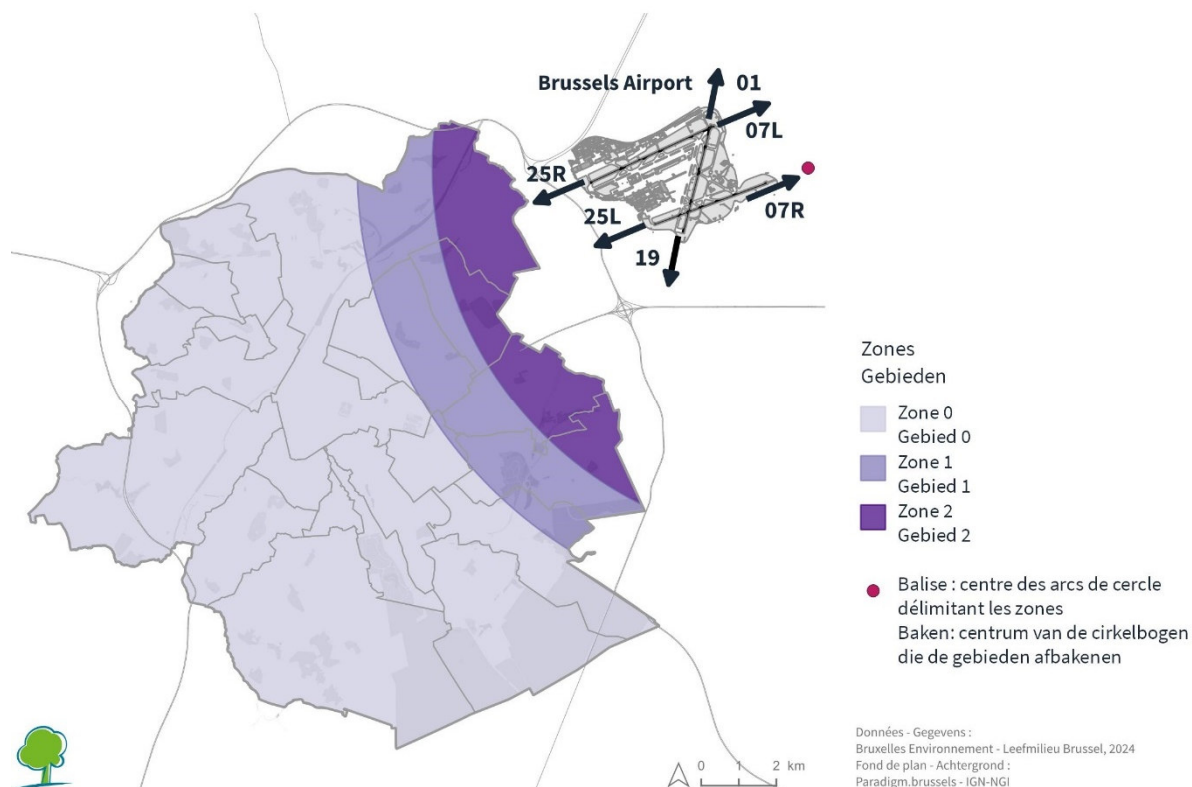 Brussels Airport
01
07L
25R
25L
07R
19
Zones
Gebieden
Zone 0
Gebied 0
Zone 1
Gebied 1
Zone 2
Gebied 2
Balise : centre des arcs de cercle
délimitant les zones
Baken: centrum van de cirkelbogen
die de gebieden afbakenen
0 1 2 km
Données - Gegevens :
Bruxelles Environnement - Leefmilieu Brussel, 2024
Fond de plan - Achtergrond :
Paradigm.brussels - IGN-NGI